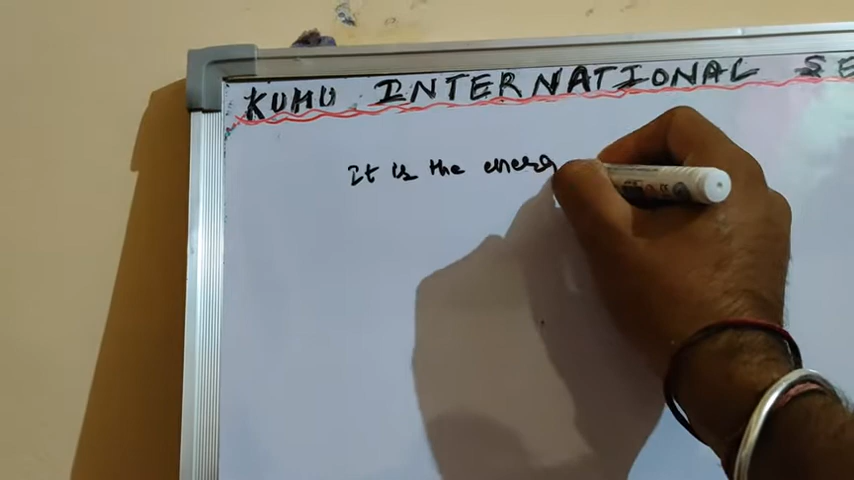 KUHU INTERNATIONAL SE
It is the energ